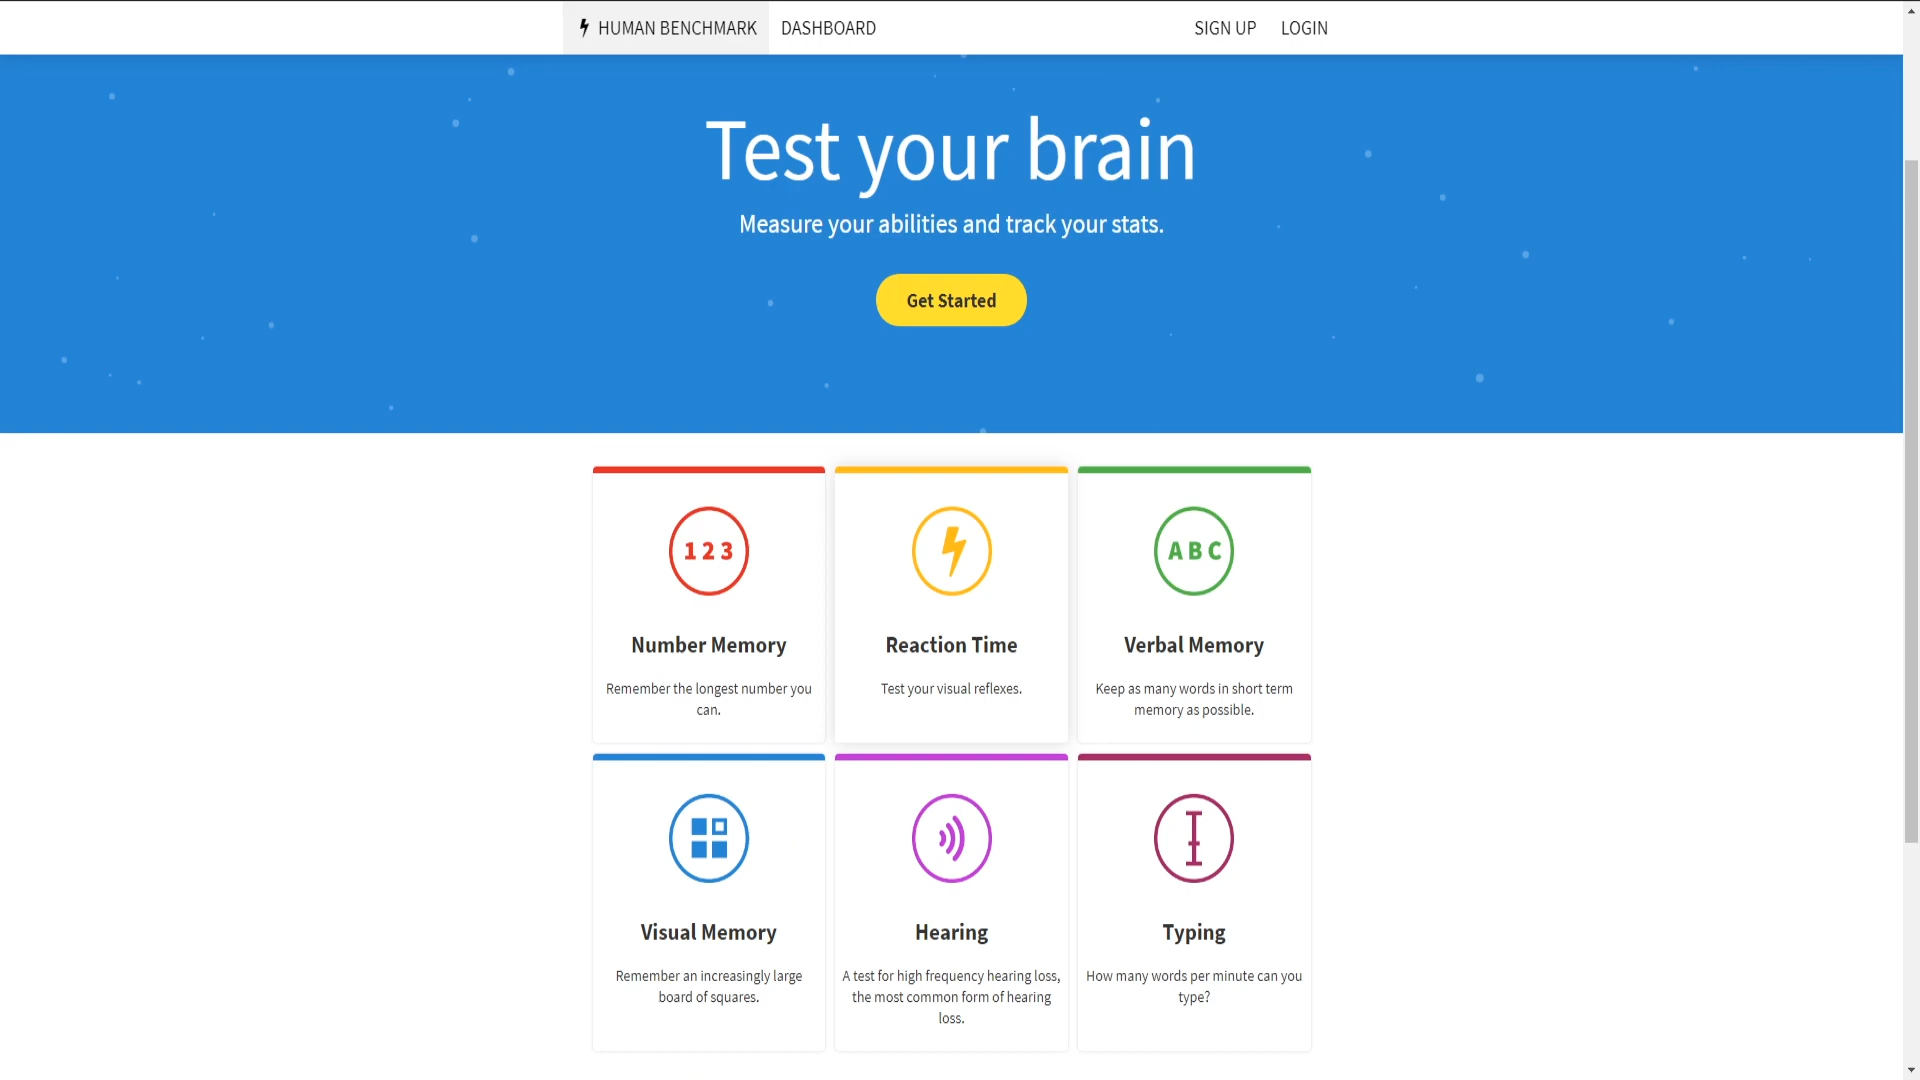 HUMAN BENCHMARK DASHBOARD SIGN UP LOGIN
Test your brain
Measure your abilities and track your stats.
Get Started
1 2 3
Number Memory
Remember the longest number you
can.
Reaction Time
Test your visual reflexes.
A B C
Verbal Memory
Keep as many words in short term
memory as possible.
Visual Memory
Remember an increasingly large
board of squares.
Hearing
A test for high frequency hearing loss,
the most common form of hearing
loss.
Typing
How many words per minute can you
type?